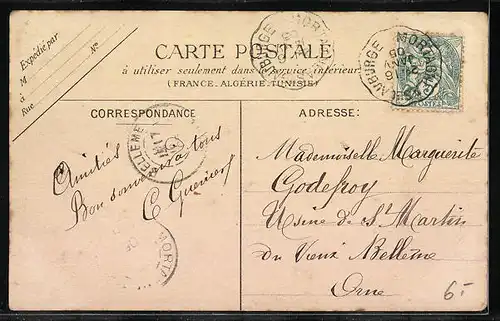 Expédié par
M
N°
à
Rue
CARTE POSTALE
à utiliser seulement dans le service intérieur
(FRANCE-ALGÉRIE-TUNISIE)
CORRESPONDANCE
ADRESSE:
Amitiés
Bon souvenir à tous
C
Mademoiselle Marguerite
Godefroy
Usine de St Martin
du Vieux Bellême
Orne
MORTA
6.-